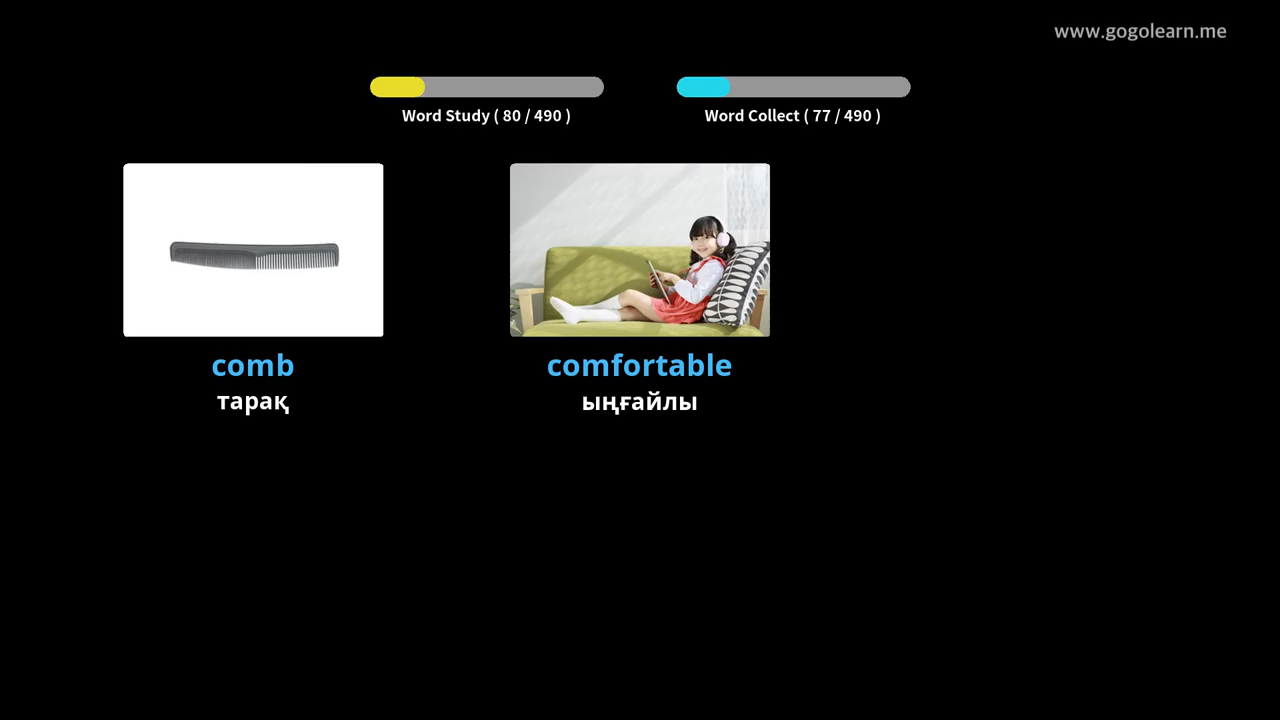 www.gogolearn.me
Word Study ( 80 / 490 )
Word Collect ( 77 / 490 )
comb
тарақ
comfortable
ыңғайлы